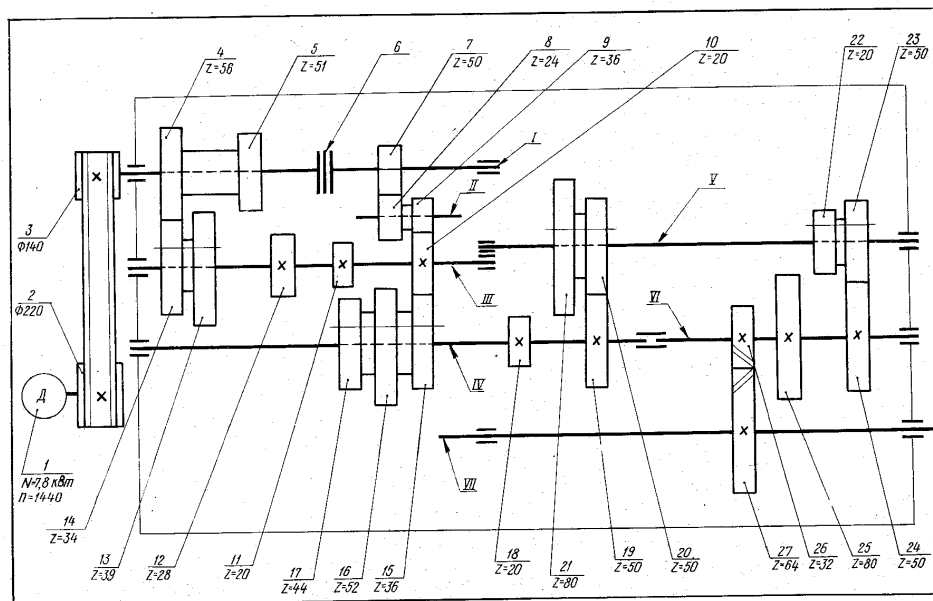 4
Z=56
5
Z=51
6
7
Z=50
8
Z=24
9
Z=36
10
Z=20
22
Z=20
23
Z=50
I
II
V
3
Ф140
2
Ф220
III
VI
IV
Д
VII
1
N=7,8 кВт
n=1440
14
Z=34
13
Z=39
12
Z=28
11
Z=20
17
Z=44
16
Z=52
15
Z=36
18
Z=20
21
Z=80
19
Z=50
20
Z=50
27
Z=64
26
Z=32
25
Z=80
24
Z=50